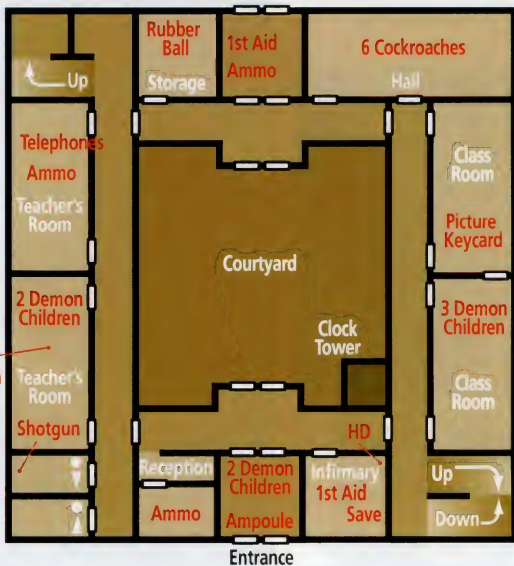 Rubber
Ball
Storage
1st Aid
Ammo
6 Cockroaches
Hall
Up
Telephones
Ammo
Teacher's
Room
Class
Room
Picture
Keycard
Courtyard
Clock
Tower
2 Demon
Children
Teacher's
Room
Shotgun
3 Demon
Children
Class
Room
HD
Reception
Ammo
2 Demon
Children
Ampoule
Infirmary
1st Aid
Save
Up
Down
Entrance